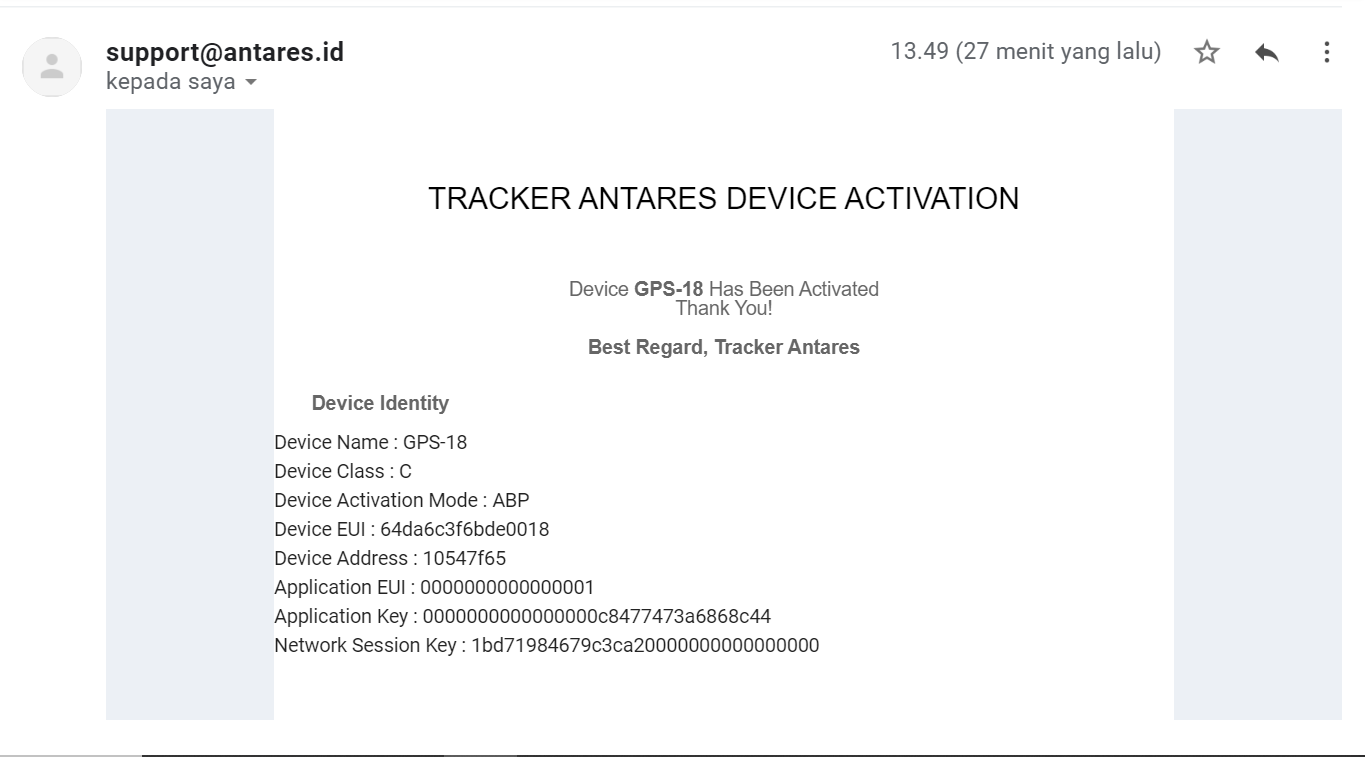 support@antares.id
13.49 (27 menit yang lalu)
kepada saya
TRACKER ANTARES DEVICE ACTIVATION
Device GPS-18 Has Been Activated
Thank You!
Best Regard, Tracker Antares
Device Identity
Device Name : GPS-18
Device Class : C
Device Activation Mode : ABP
Device EUI : 64da6c3f6bde0018
Device Address : 10547f65
Application EUI : 0000000000000001
Application Key : 0000000000000000c8477473a6868c44
Network Session Key : 1bd71984679c3ca20000000000000000